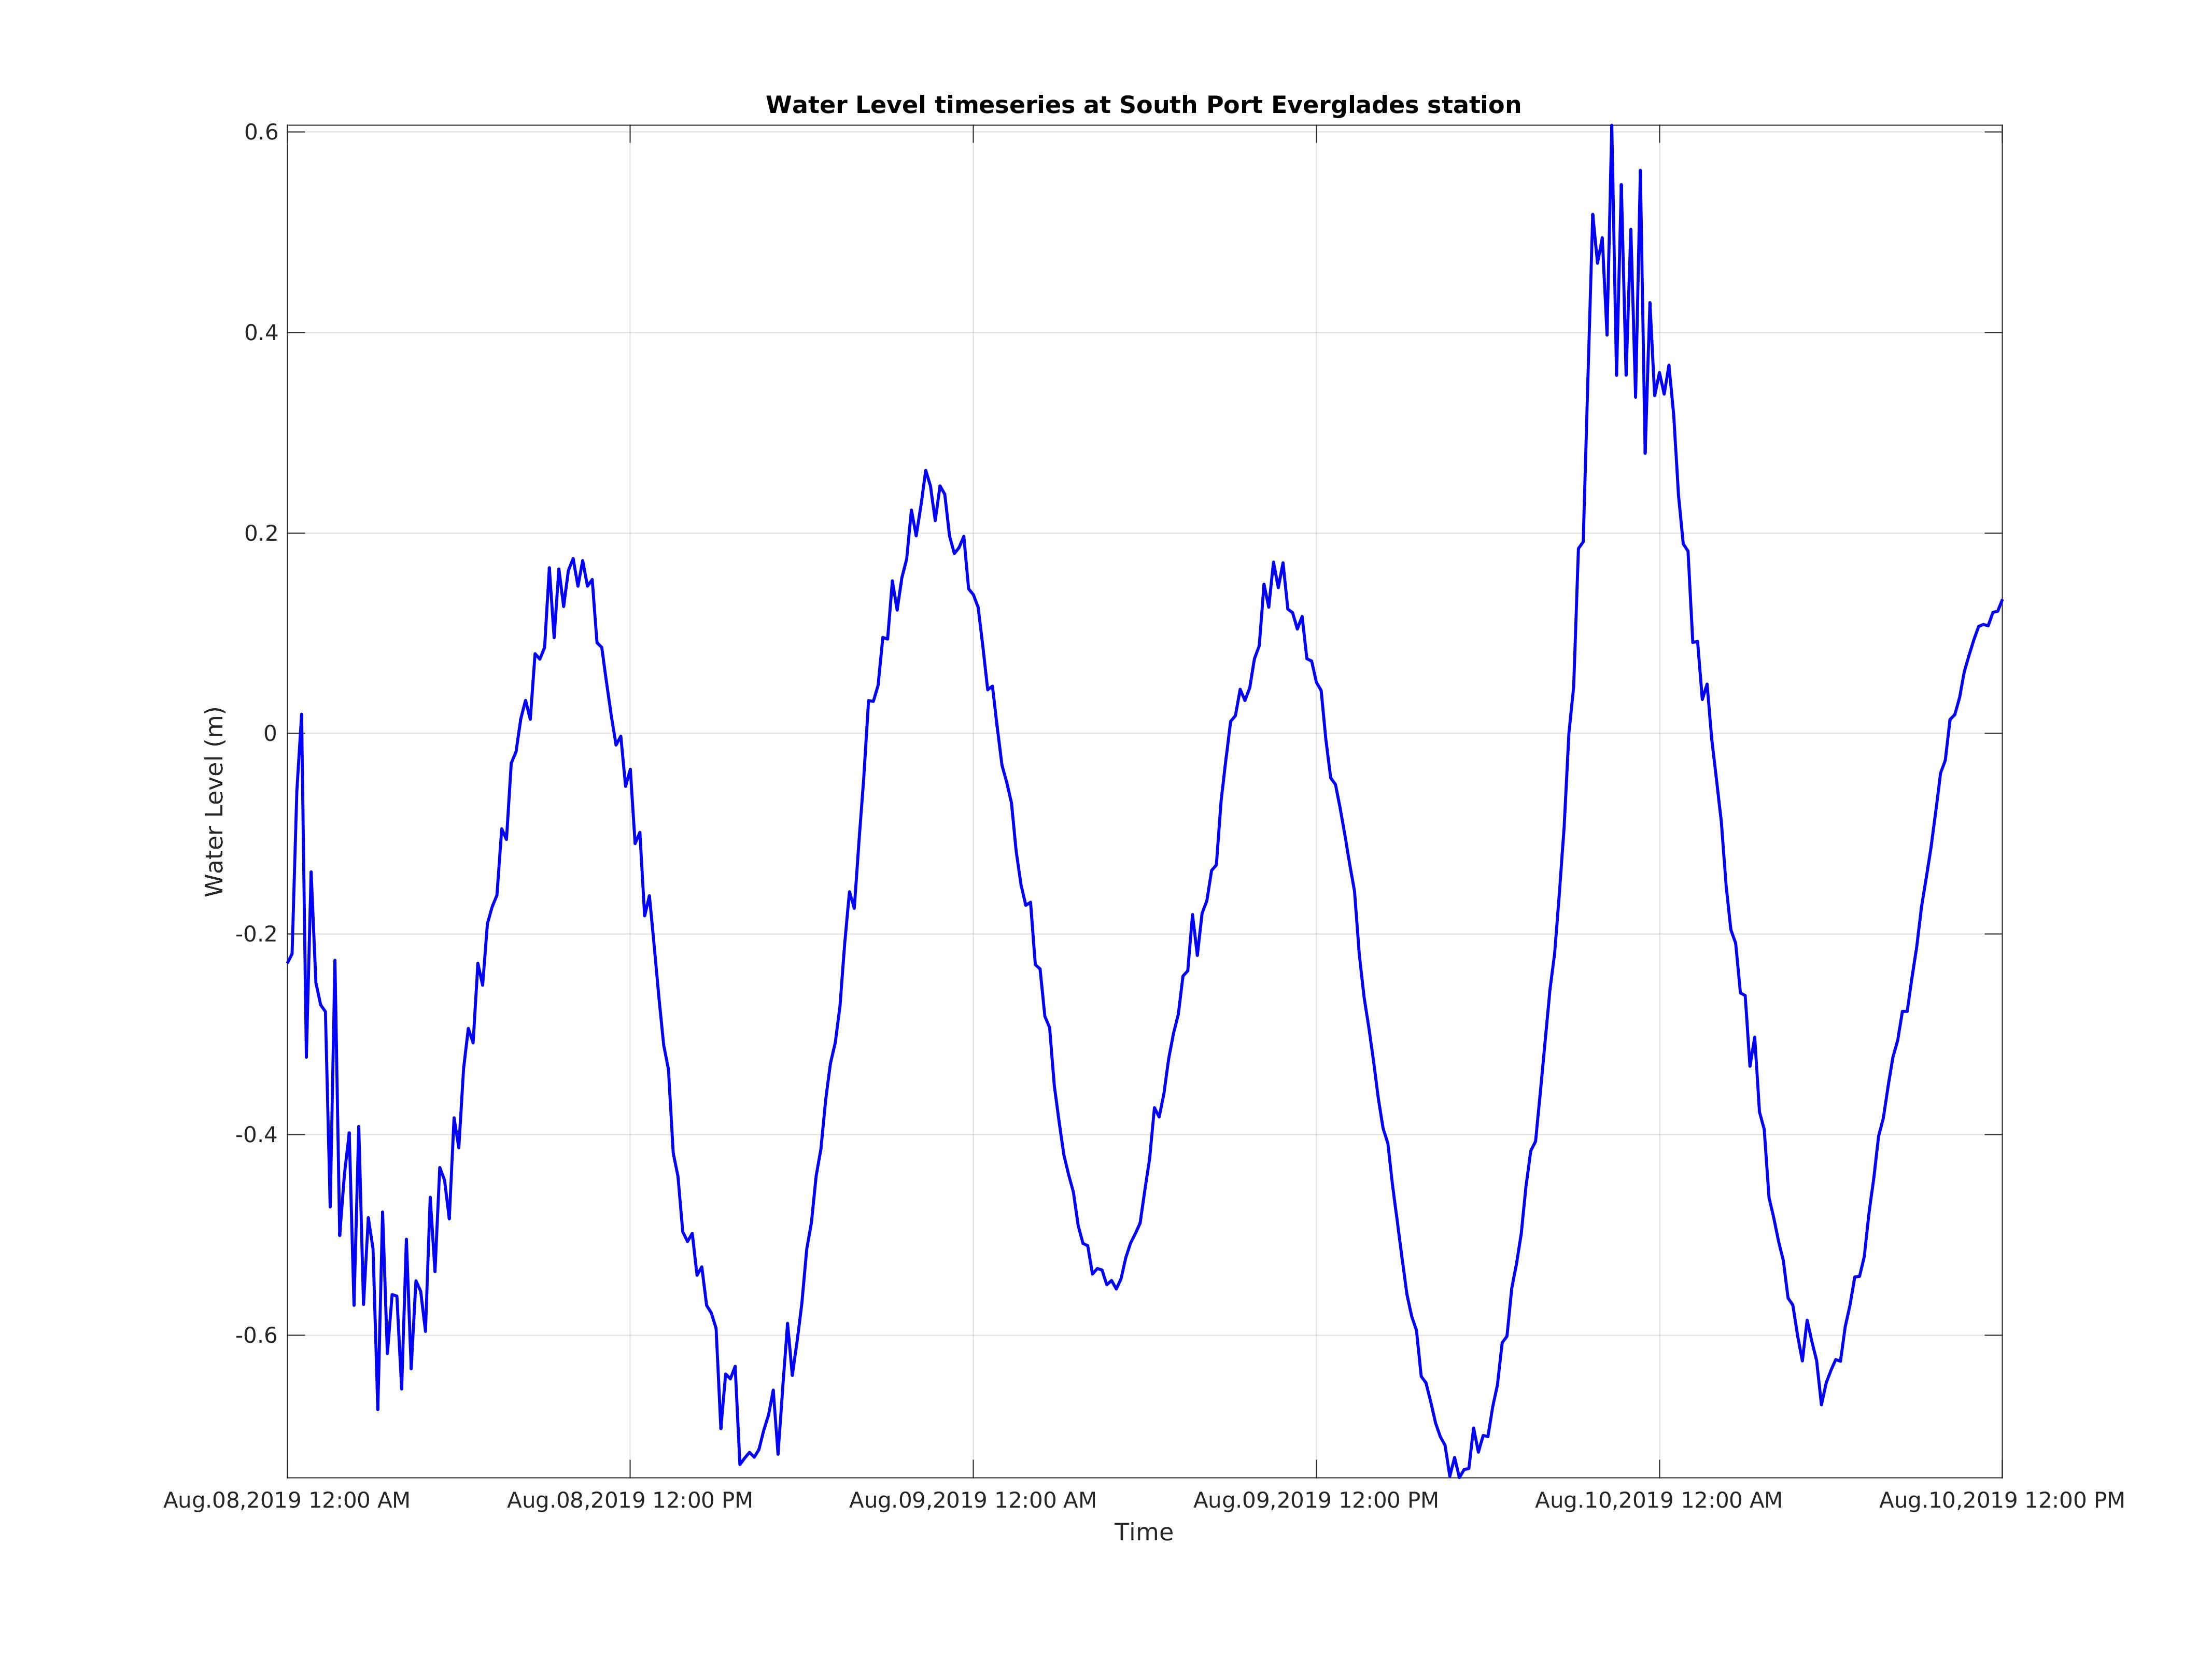 Water Level timeseries at South Port Everglades station
0.6
0.4
0.2
0
-0.2
-0.4
-0.6
Water Level (m)
Aug.08,2019 12:00 AM Aug.08,2019 12:00 PM Aug.09,2019 12:00 AM Aug.09,2019 12:00 PM Aug.10,2019 12:00 AM Aug.10,2019 12:00 PM
Time